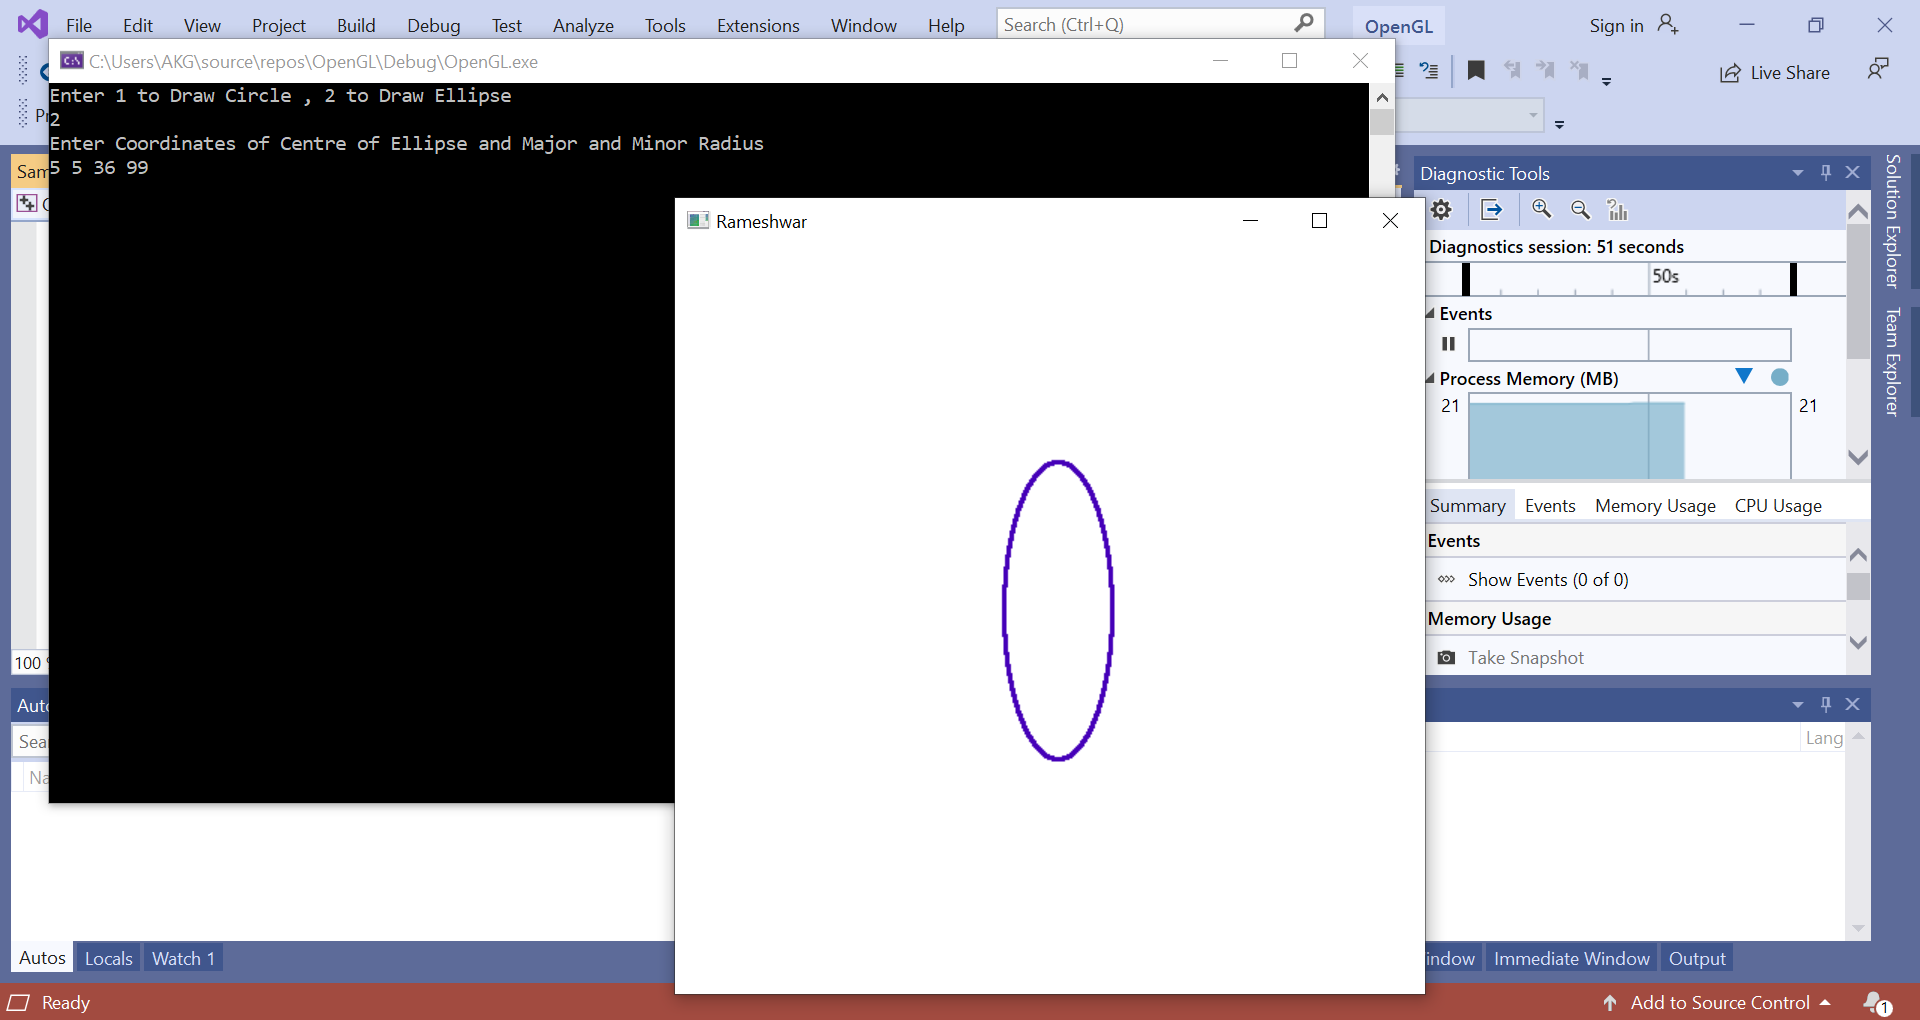 File Edit View Project Build Debug Test Analyze Tools Extensions Window Help Search (Ctrl+Q) OpenGL Sign in
C:\Users\AKG\source\repos\OpenGL\Debug\OpenGL.exe
Live Share
Enter 1 to Draw Circle , 2 to Draw Ellipse
2
Enter Coordinates of Centre of Ellipse and Major and Minor Radius
5 5 36 99
Rameshwar
Diagnostic Tools
Diagnostics session: 51 seconds
50s
Events
Process Memory (MB)
21 21
Summary Events Memory Usage CPU Usage
Events
Show Events (0 of 0)
Memory Usage
Take Snapshot
Solution Explorer
Team Explorer
100 %
Lang
Autos Locals Watch 1
Immediate Window Output
Ready
Add to Source Control
1